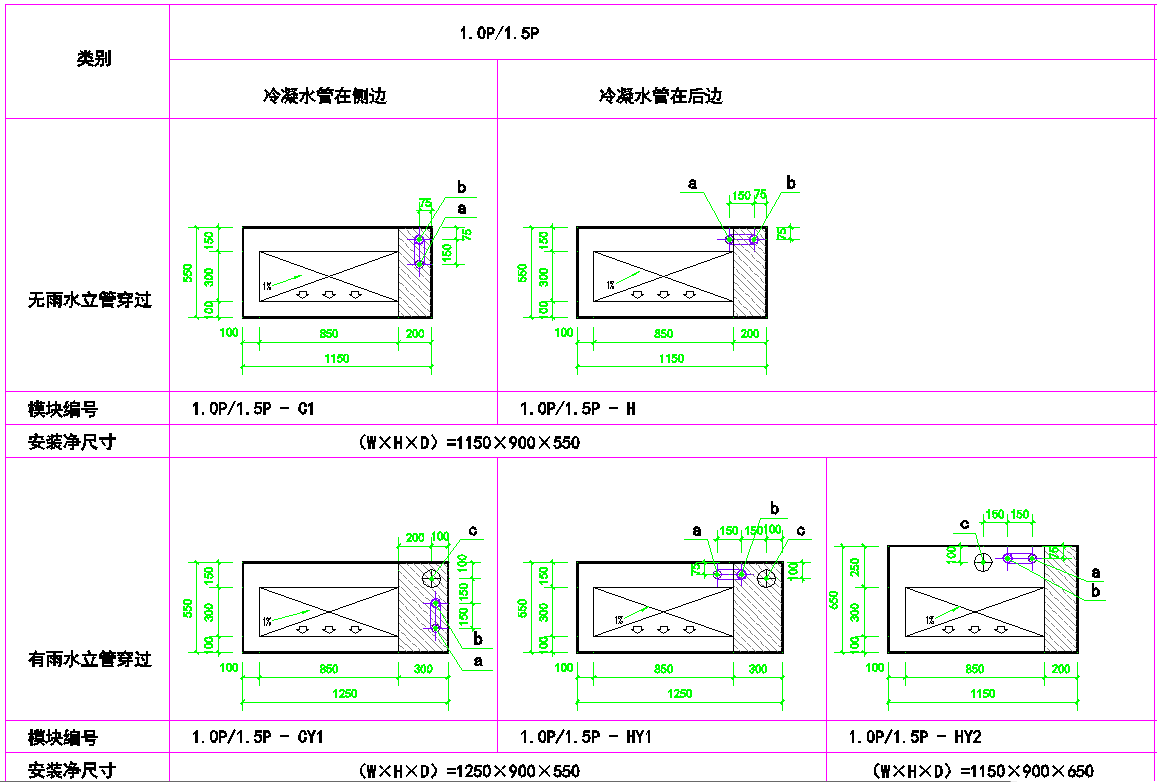 类别
1.0P/1.5P
冷凝水管在侧边
冷凝水管在后边
无雨水立管穿过
b
75
a
75
150
150
300
100
550
1%
100
850
200
1150
a
150
75
b
75
150
300
100
550
1%
100
850
200
1150
模块编号
1.0P/1.5P - C1
1.0P/1.5P - H
安装净尺寸
(W×H×D)=1150×900×550
有雨水立管穿过
c
200
100
100
150
150
b
a
150
300
100
550
1%
100
850
300
1250
a
150
150
100
b
c
75
100
150
300
100
550
1%
100
850
300
1250
c
150
150
100
75
a
b
250
300
100
650
1%
100
850
200
1150
模块编号
1.0P/1.5P - CY1
1.0P/1.5P - HY1
1.0P/1.5P - HY2
安装净尺寸
(W×H×D)=1250×900×550
(W×H×D)=1150×900×650